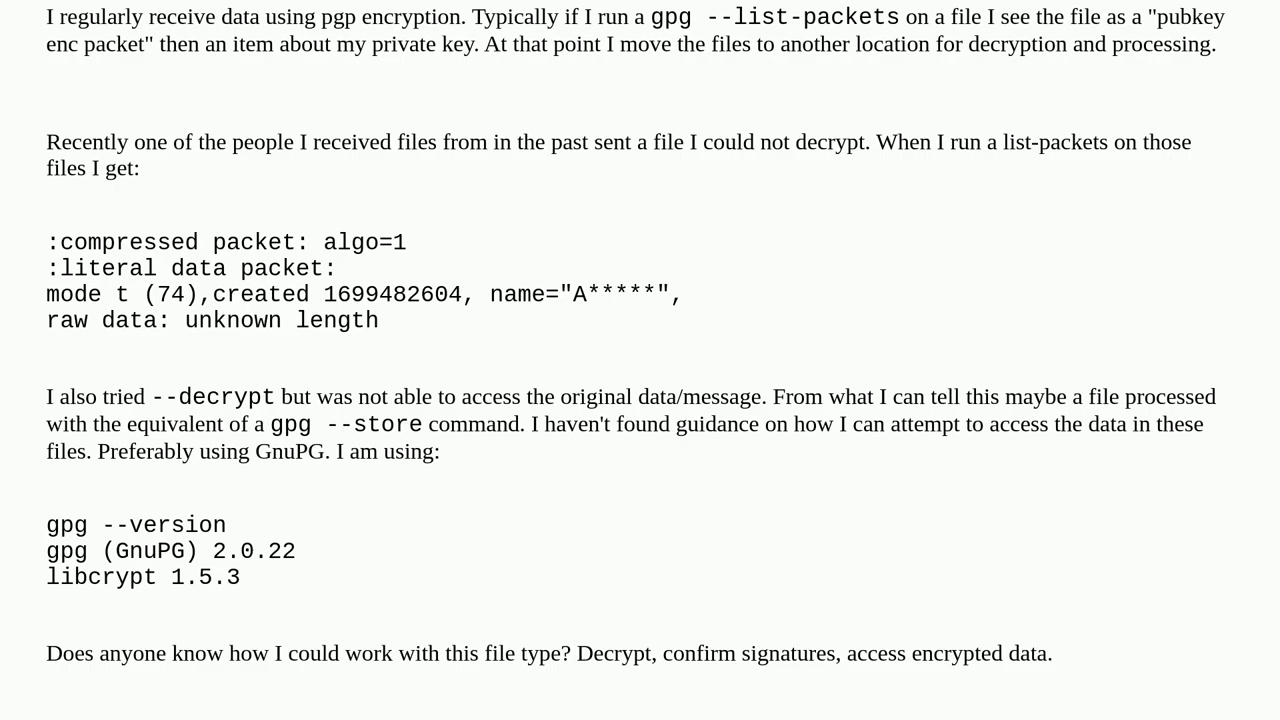 I regularly receive data using pgp encryption. Typically if I run a gpg --list-packets on a file I see the file as a "pubkey
enc packet" then an item about my private key. At that point I move the files to another location for decryption and processing.
Recently one of the people I received files from in the past sent a file I could not decrypt. When I run a list-packets on those
files I get:
:compressed packet: algo=1
:literal data packet:
mode t (74),created 1699482604, name="A*****",
raw data: unknown length
I also tried --decrypt but was not able to access the original data/message. From what I can tell this maybe a file processed
with the equivalent of a gpg --store command. I haven't found guidance on how I can attempt to access the data in these
files. Preferably using GnuPG. I am using:
gpg --version
gpg (GnuPG) 2.0.22
libcrypt 1.5.3
Does anyone know how I could work with this file type? Decrypt, confirm signatures, access encrypted data.